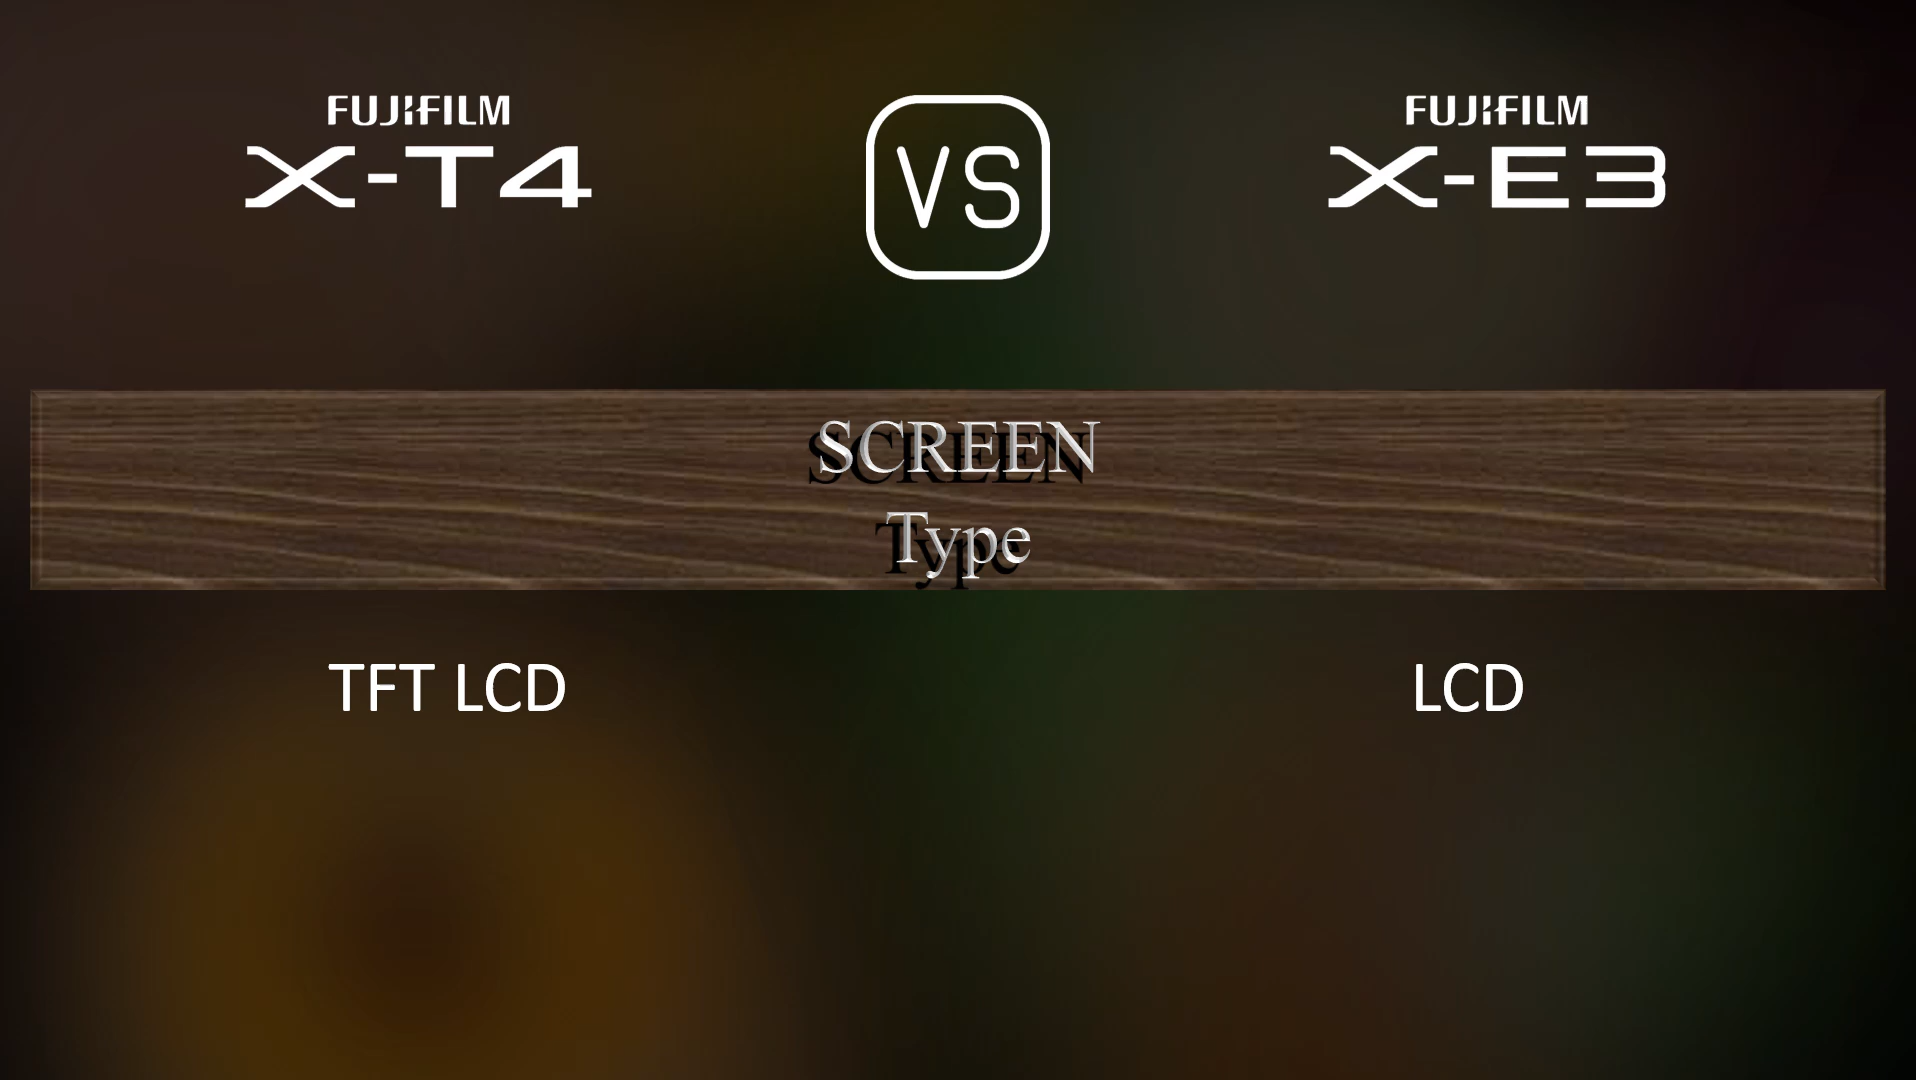 FUJIFILM
X-T4
VS
FUJIFILM
X-E3
SCREEN
Type
TFT LCD
LCD